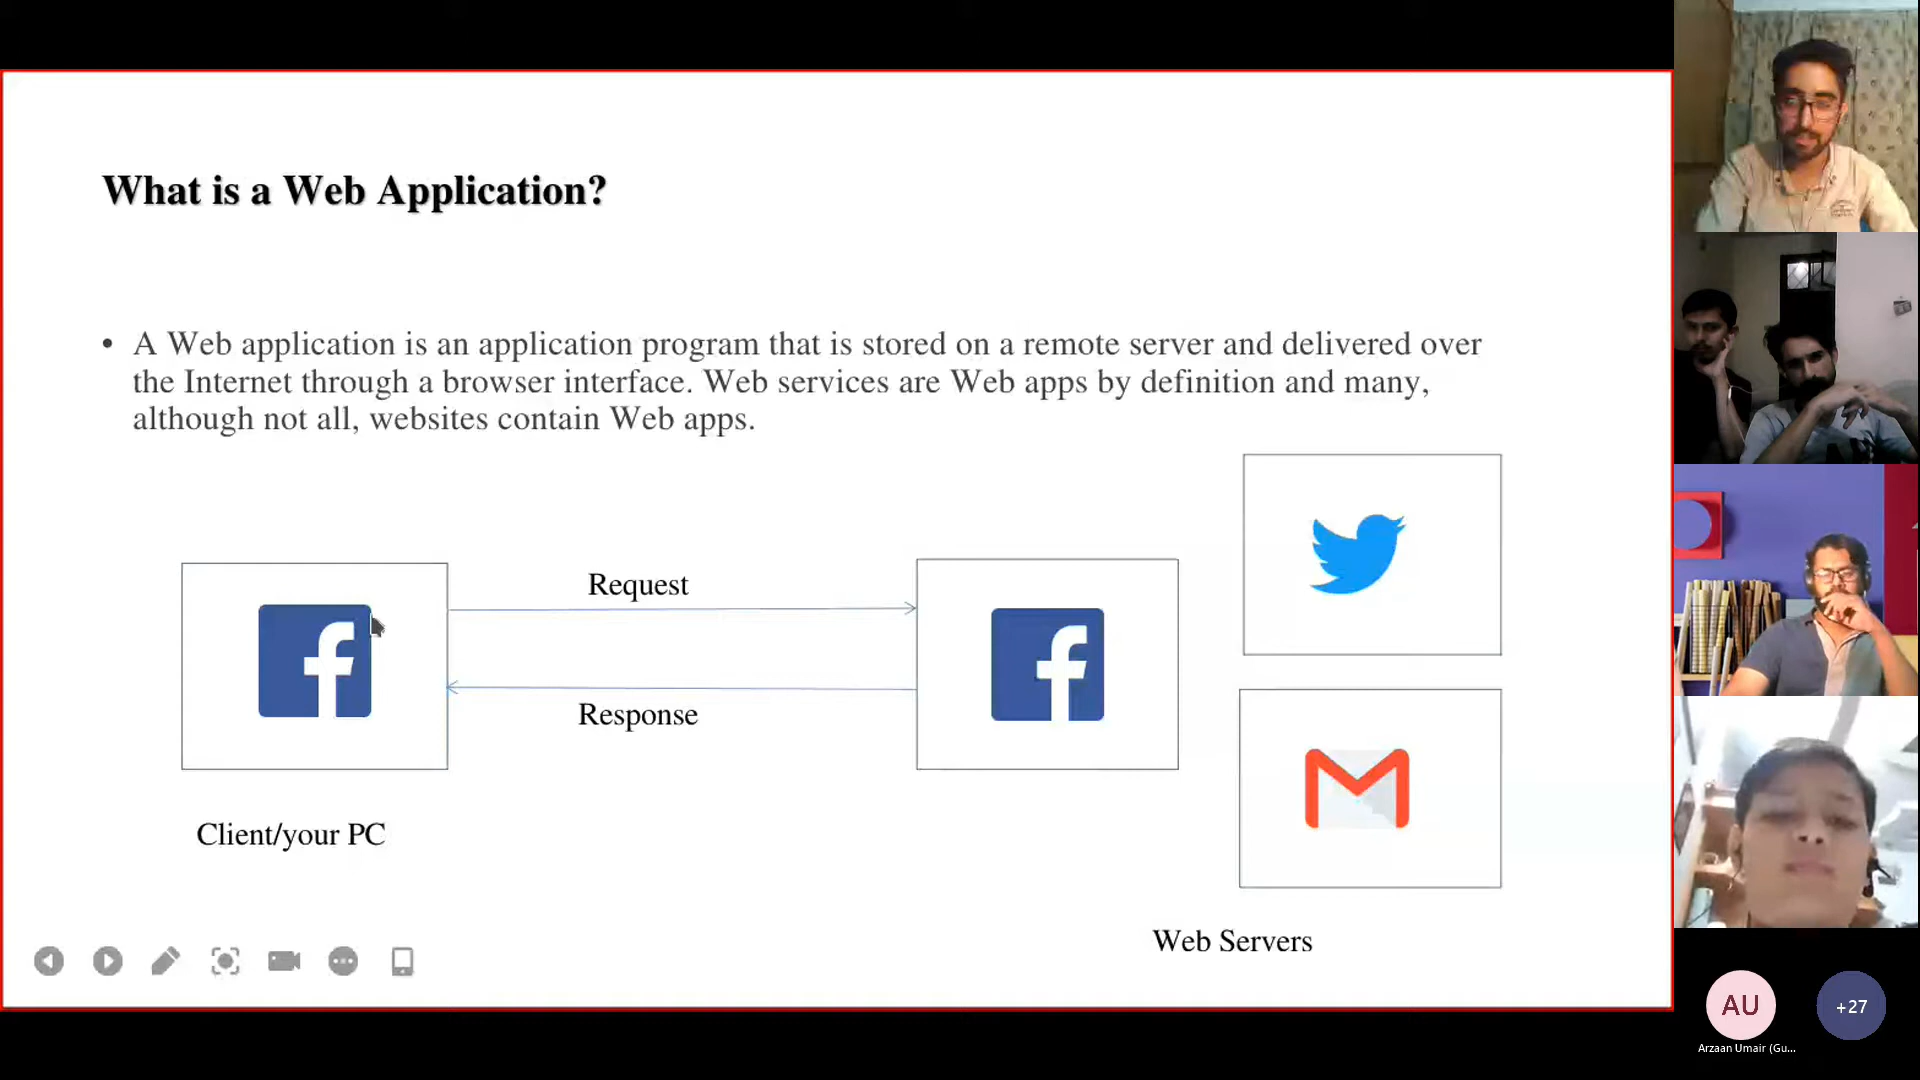 What is a Web Application?
• A Web application is an application program that is stored on a remote server and delivered over
the Internet through a browser interface. Web services are Web apps by definition and many,
although not all, websites contain Web apps.
Request
Response
Client/your PC
Web Servers
AU
+27
Arzaan Umair (Gu...